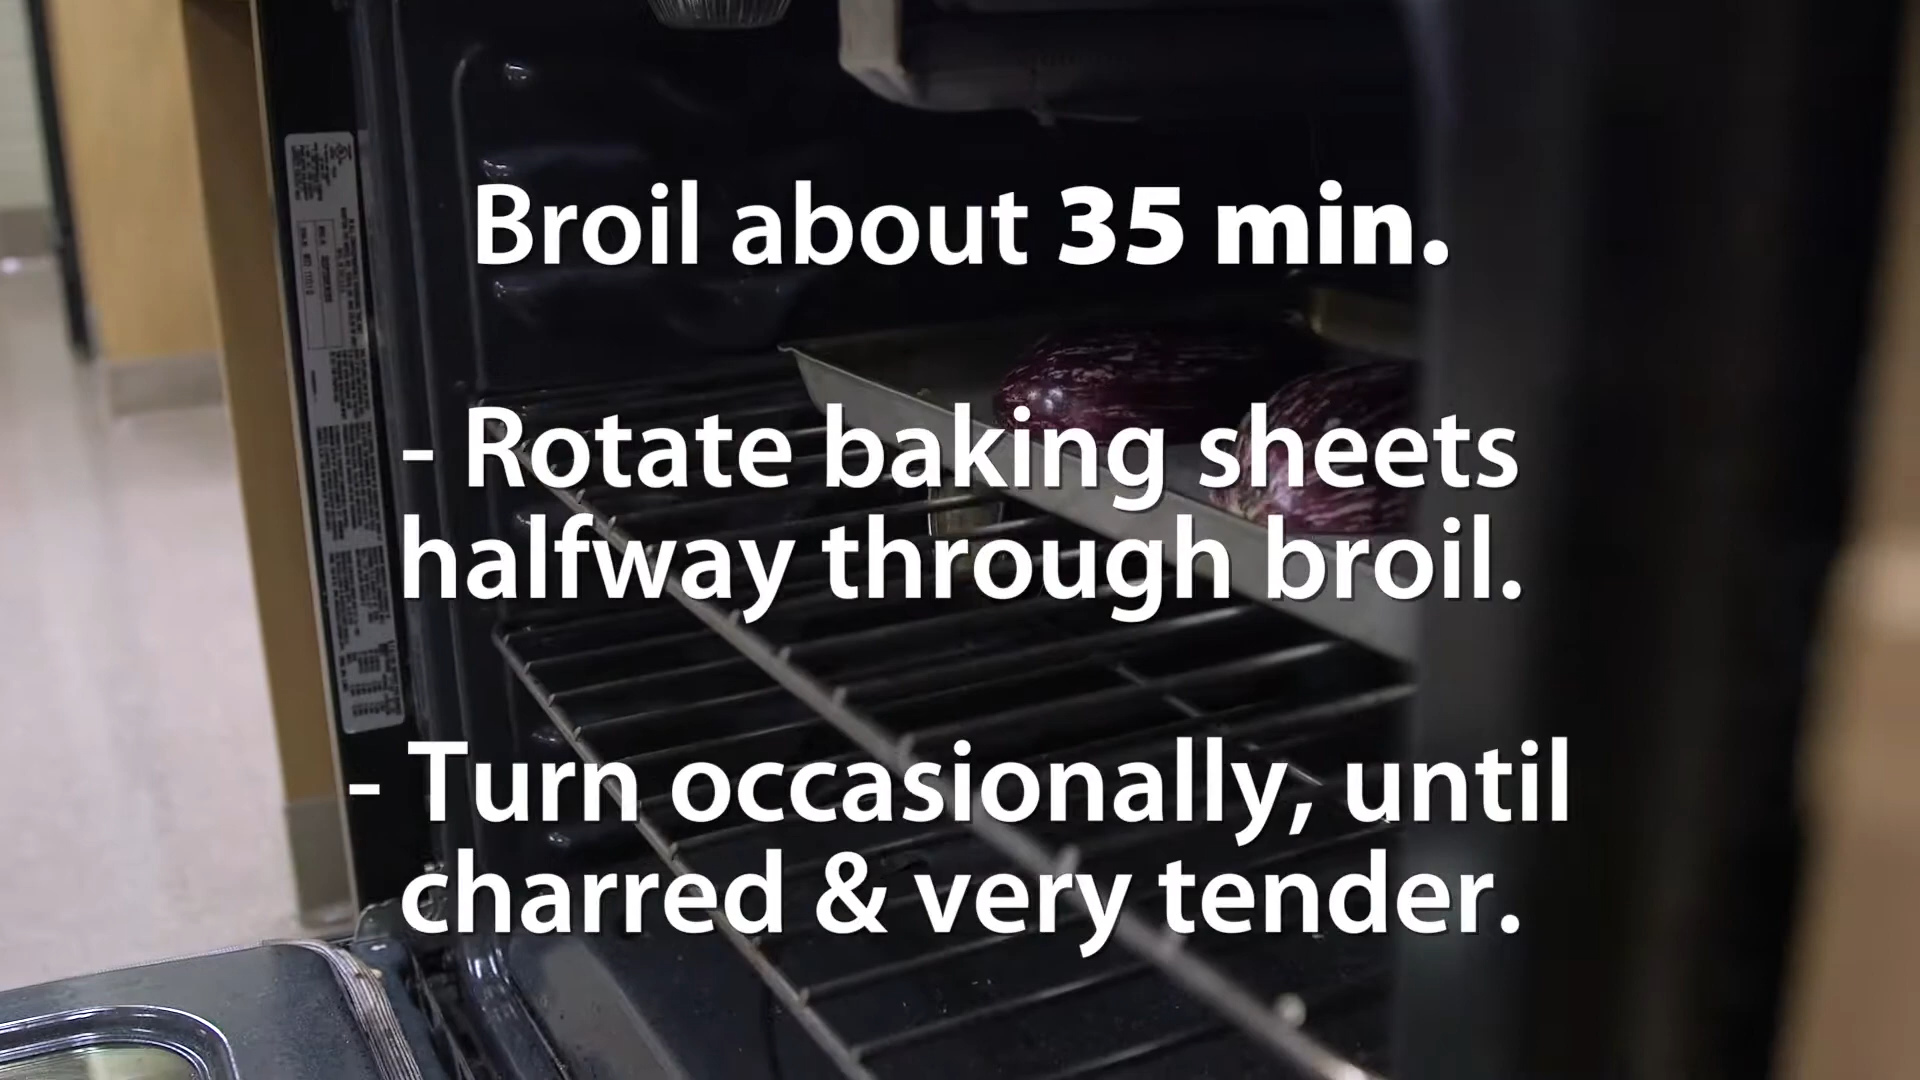 Broil about 35 min.
- Rotate baking sheets
halfway through broil.
- Turn occasionally, until
charred & very tender.